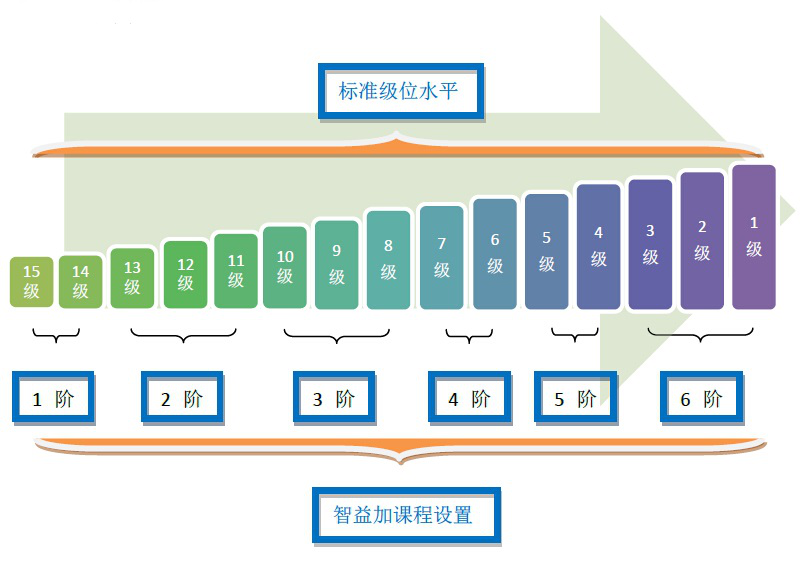 标准级位水平
15
级
14
级
13
级
12
级
11
级
10
级
9
级
8
级
7
级
6
级
5
级
4
级
3
级
2
级
1
级
1 阶
2 阶
3 阶
4 阶
5 阶
6 阶
智益加课程设置